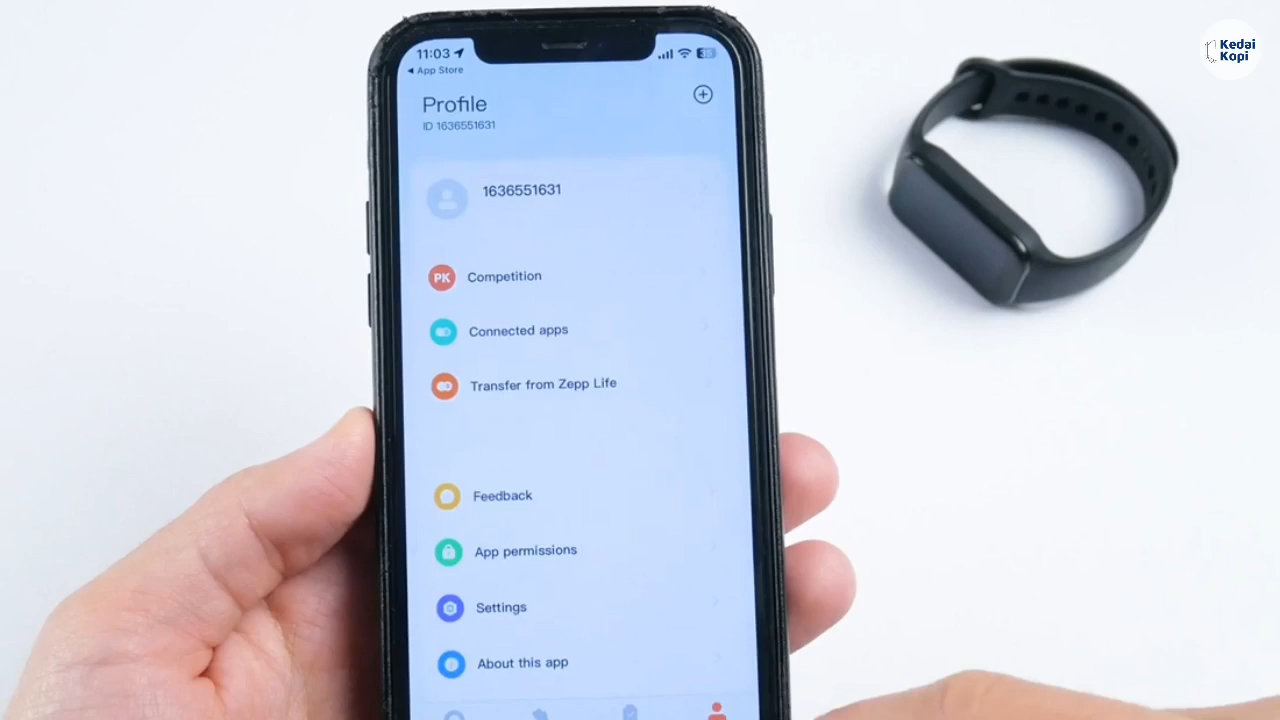 11:03
App Store
Profile
ID 1636551631
1636551631
PK
Competition
Connected apps
Transfer from Zepp Life
Feedback
App permissions
Settings
About this app
Kedai
Kopi